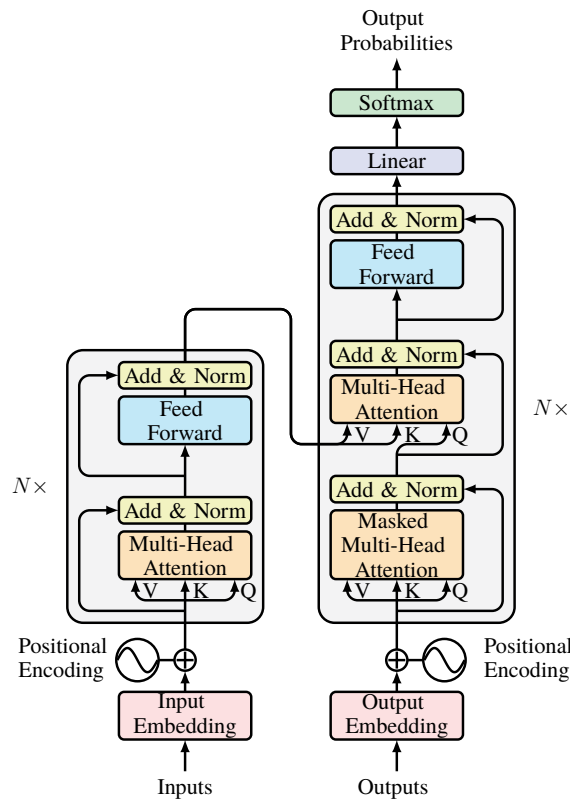 Output
Probabilities
Softmax
Linear
Add & Norm
Feed
Forward
Add & Norm
Multi-Head
Attention
V K Q
N×
Add & Norm
Masked
Multi-Head
Attention
V K Q
Add & Norm
Feed
Forward
N×
Add & Norm
Multi-Head
Attention
V K Q
Positional
Encoding
Positional
Encoding
Input
Embedding
Output
Embedding
Inputs
Outputs